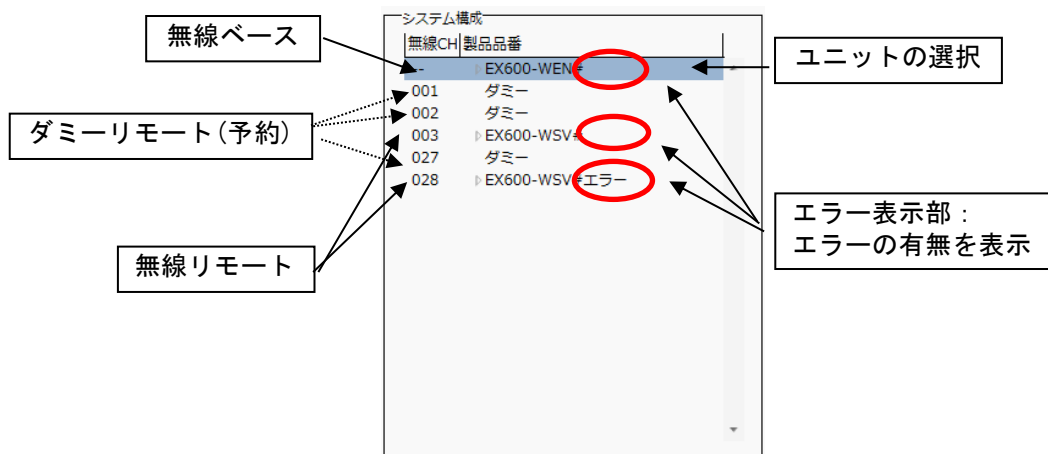 システム構成
無線CH 製品品番
無線ベース
ユニットの選択
-- EX600-WEN#
001 ダミー
002 ダミー
ダミーリモート(予約)
003 EX600-WSV#
027 ダミー
028 EX600-WSV#エラー
エラー表示部：
エラーの有無を表示
無線リモート